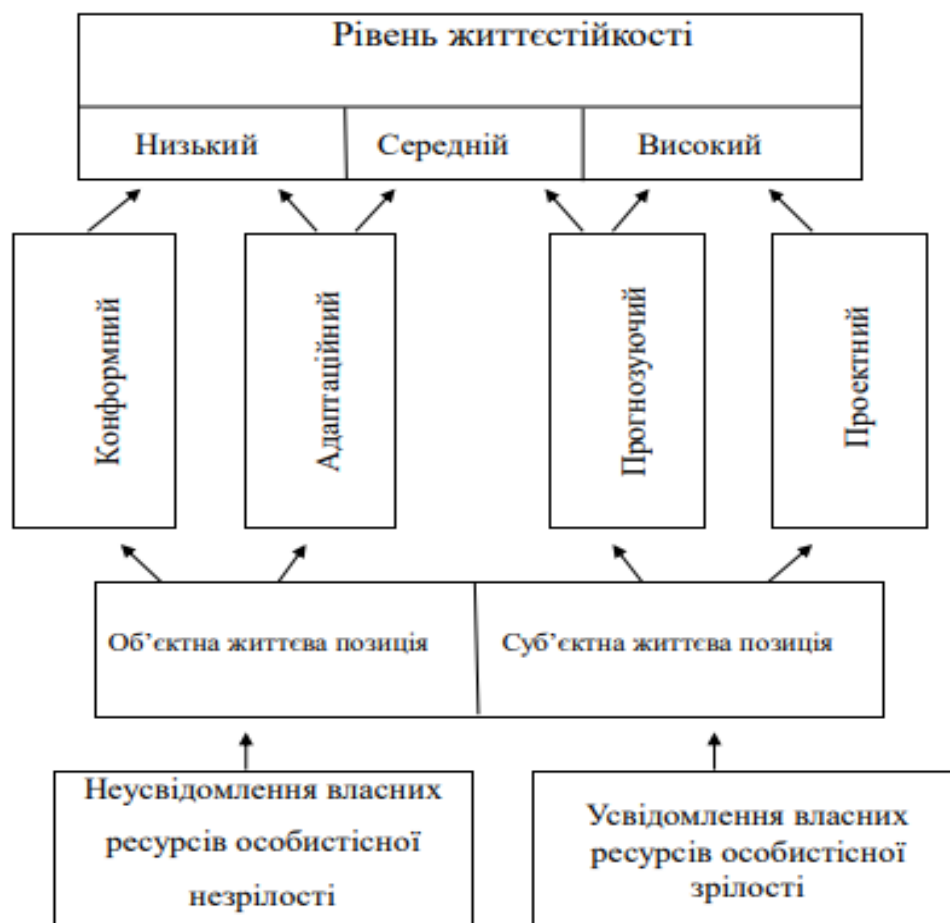 Рівень життєстійкості
Низький
Середній
Високий
Конформний
Адаптаційний
Прогнозуючий
Проектний
Об’єктна життєва позиція
Суб’єктна життєва позиція
Неусвідомлення власних
ресурсів особистісної
незрілості
Усвідомлення власних
ресурсів особистісної
зрілості